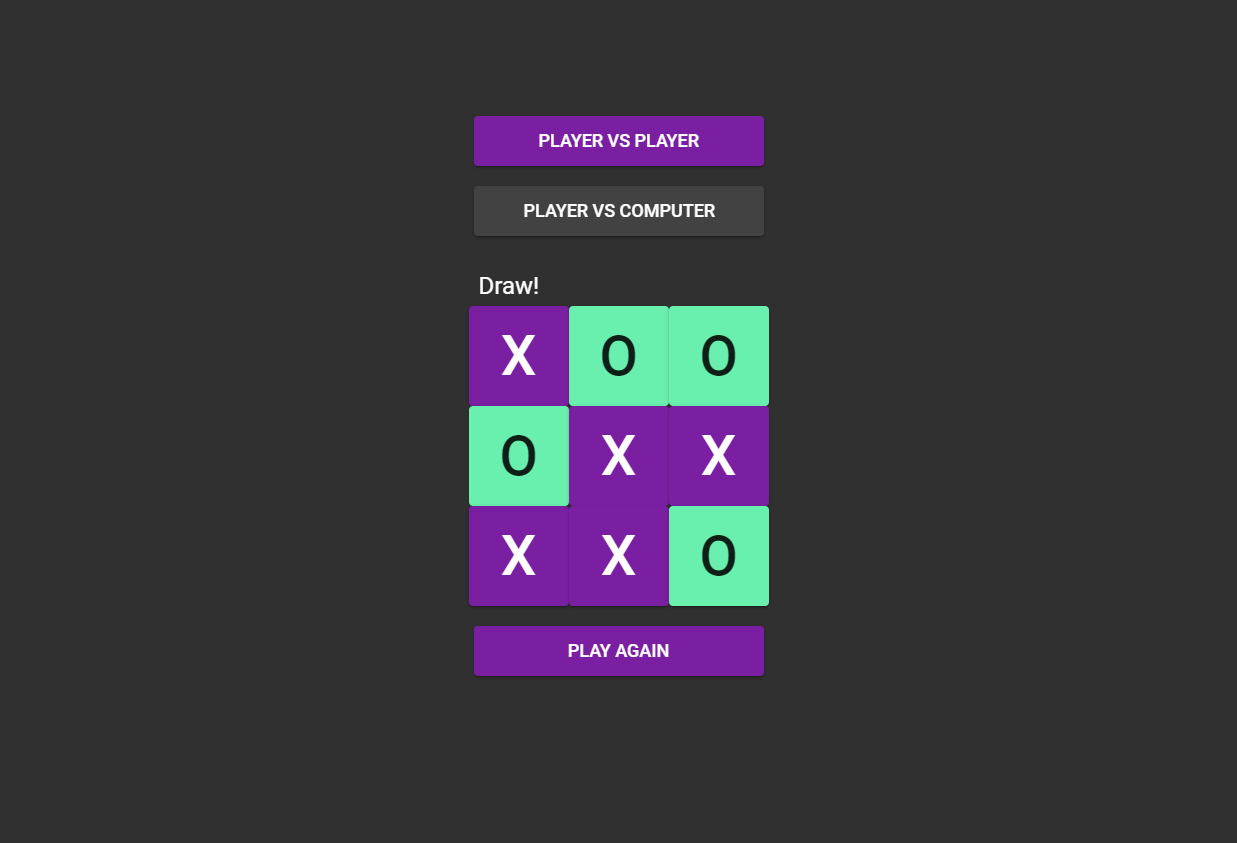 PLAYER VS PLAYER
PLAYER VS COMPUTER
Draw!
X O O
O X X
X X O
PLAY AGAIN